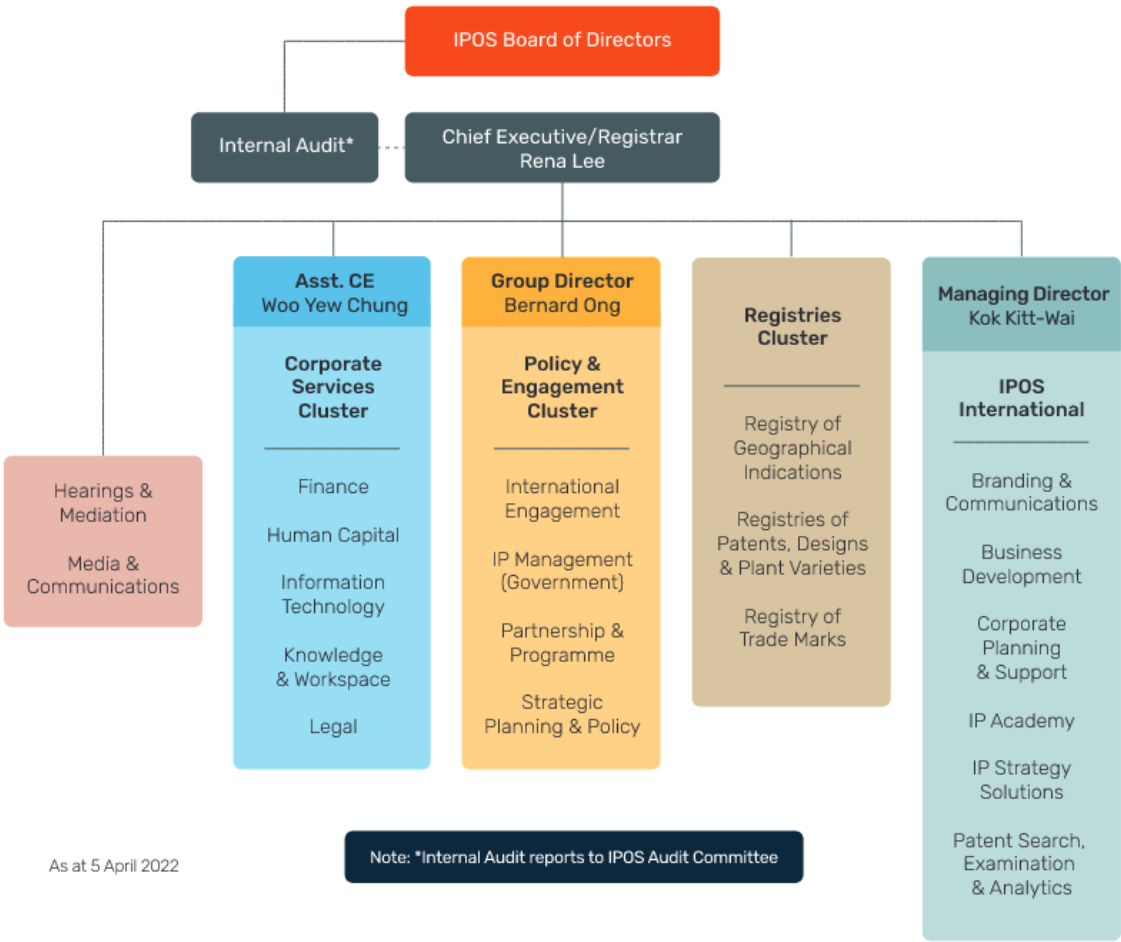 IPOS Board of Directors
Internal Audit*
Chief Executive/Registrar
Rena Lee
Hearings &
Mediation
Media &
Communications
Asst. CE
Woo Yew Chung
Corporate
Services
Cluster
Finance
Human Capital
Information
Technology
Knowledge
& Workspace
Legal
Group Director
Bernard Ong
Policy &
Engagement
Cluster
International
Engagement
IP Management
(Government)
Partnership &
Programme
Strategic
Planning & Policy
Registries
Cluster
Registry of
Geographical
Indications
Registries of
Patents, Designs
& Plant Varieties
Registry of
Trade Marks
Managing Director
Kok Kitt-Wai
IPOS
International
Branding &
Communications
Business
Development
Corporate
Planning
& Support
IP Academy
IP Strategy
Solutions
Patent Search,
Examination
& Analytics
As at 5 April 2022
Note: *Internal Audit reports to IPOS Audit Committee